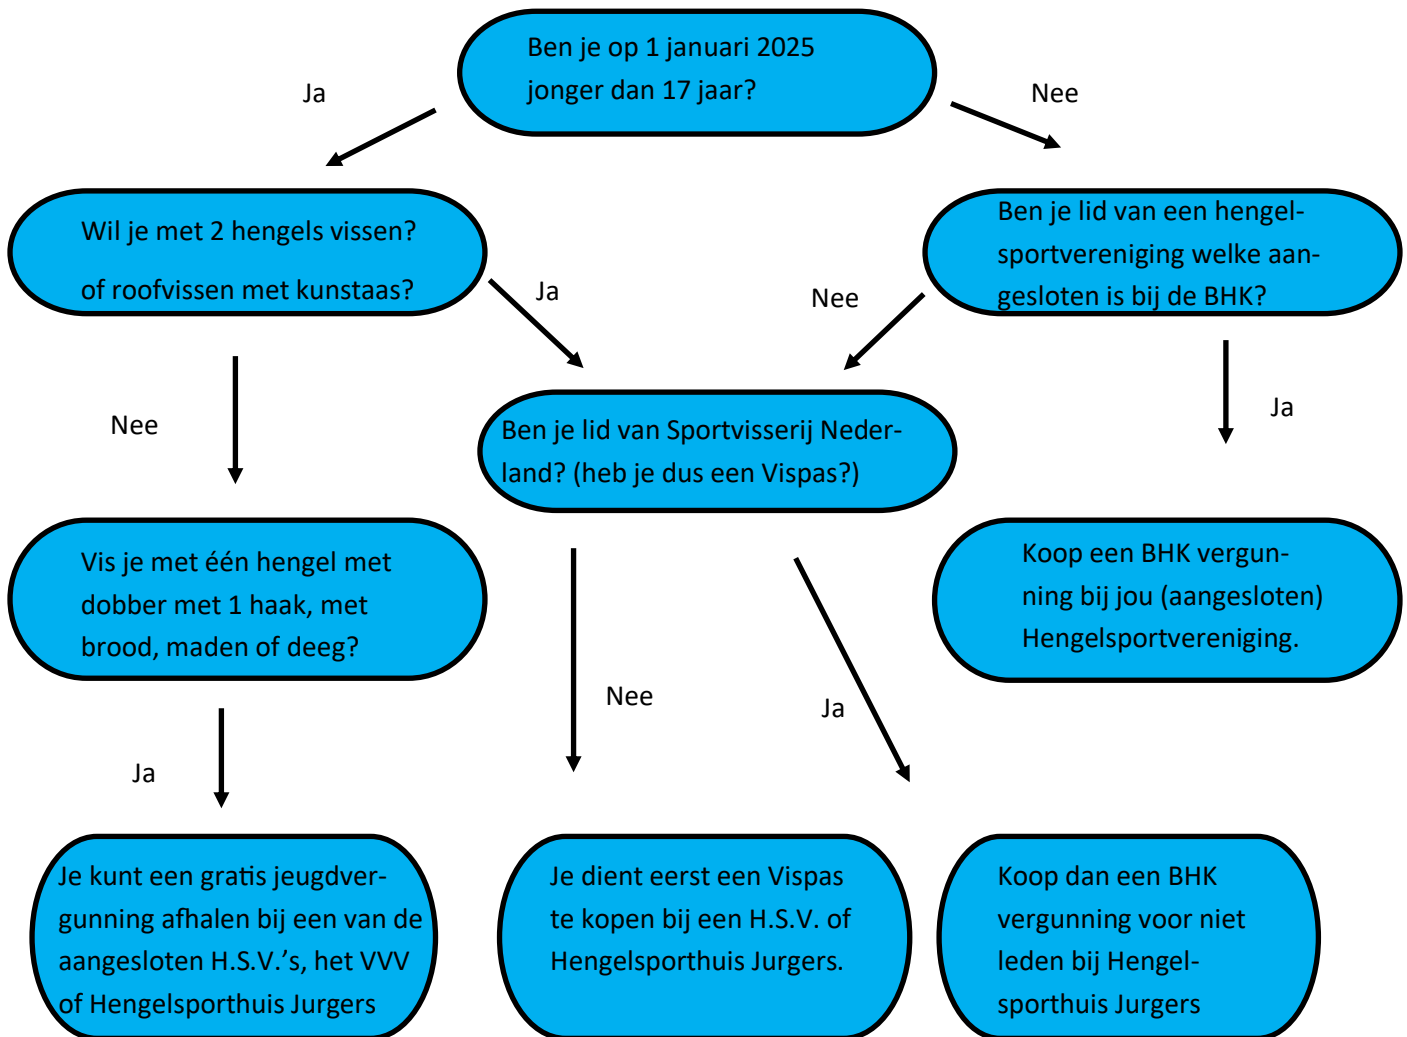 Ben je op 1 januari 2025
jonger dan 17 jaar?
Ja
Nee
Wil je met 2 hengels vissen?
of roofvissen met kunstaas?
Ben je lid van een hengel-
sportvereniging welke aan-
gesloten is bij de BHK?
Ja
Nee
Nee
Ja
Ben je lid van Sportvisserij Neder-
land? (heb je dus een Vispas?)
Vis je met één hengel met
dobber met 1 haak, met
brood, maden of deeg?
Koop een BHK vergun-
ning bij jou (aangesloten)
Hengelsportvereniging.
Nee
Ja
Ja
Je kunt een gratis jeugdver-
gunning afhalen bij een van de
aangesloten H.S.V.'s, het VVV
of Hengelsporthuis Jurgers
Je dient eerst een Vispas
te kopen bij een H.S.V. of
Hengelsporthuis Jurgers.
Koop dan een BHK
vergunning voor niet
leden bij Hengel-
sporthuis Jurgers